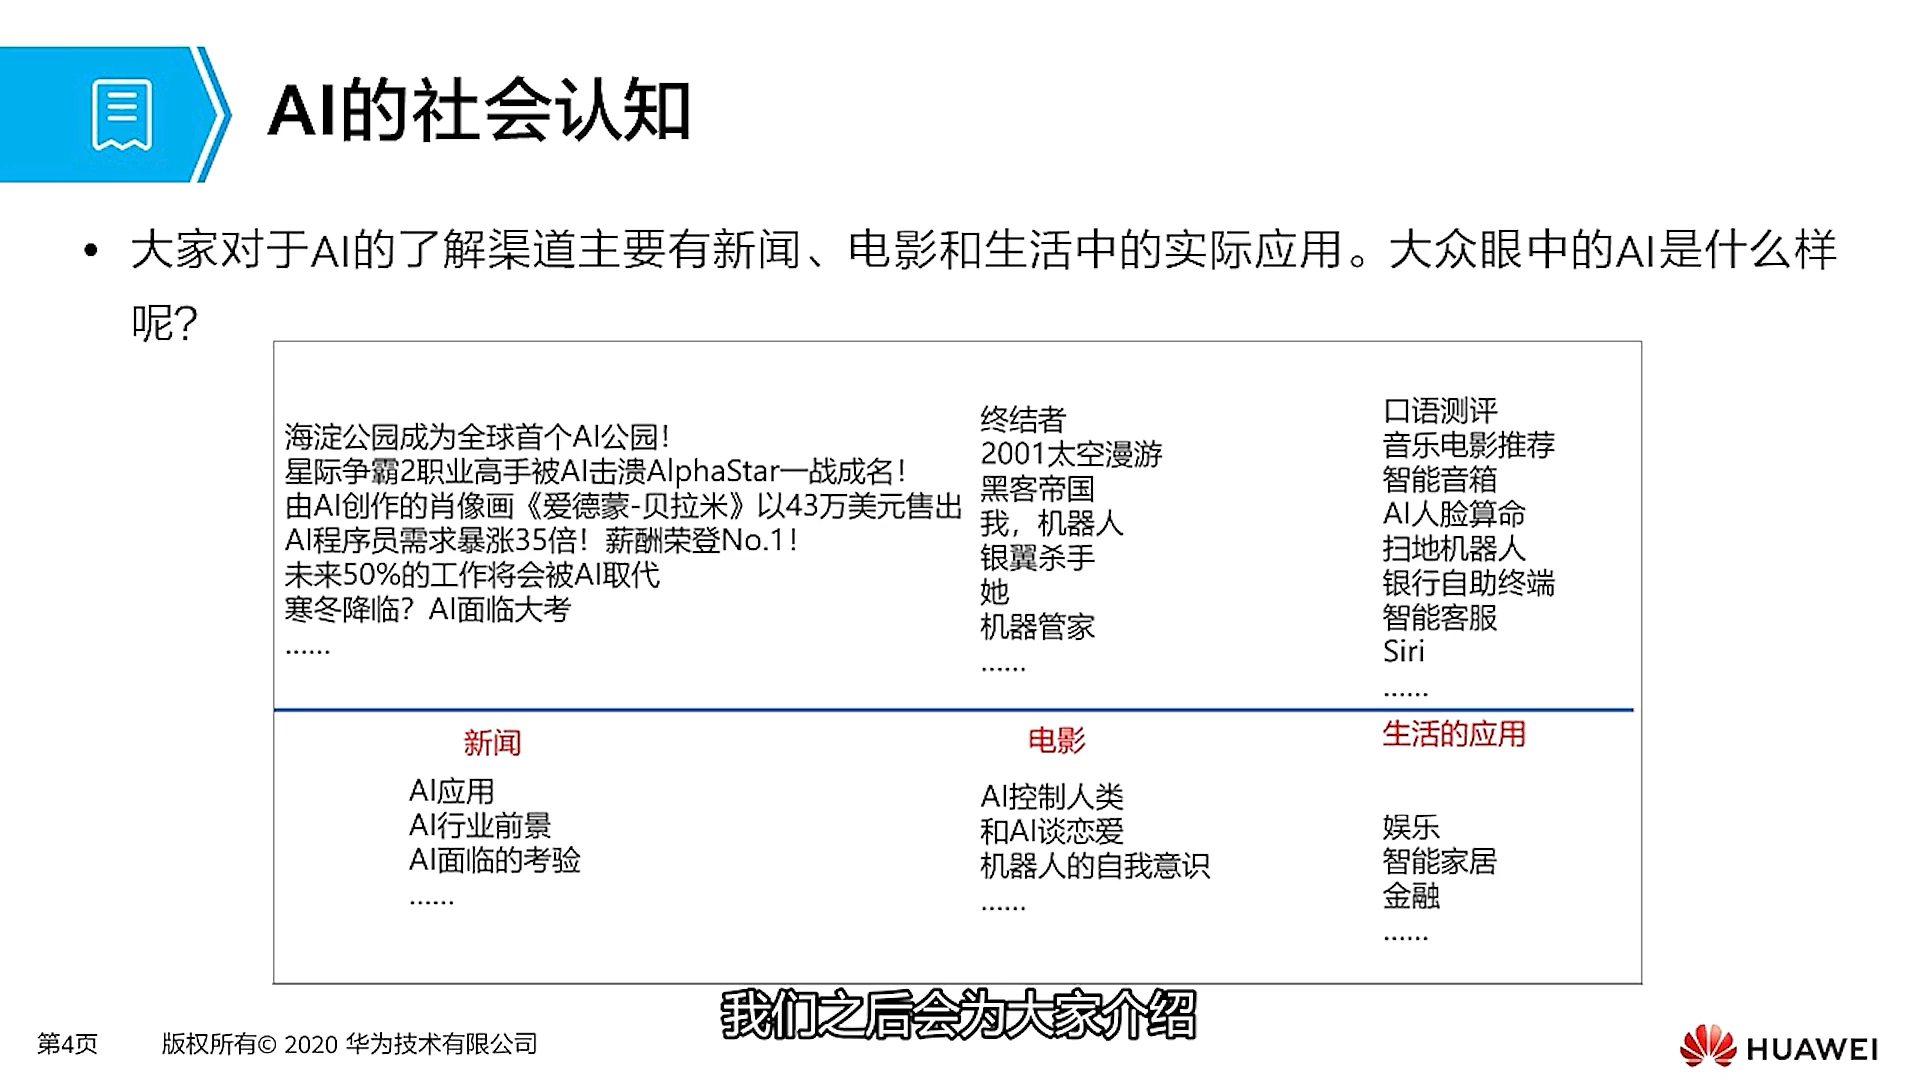 AI的社会认知
• 大家对于AI的了解渠道主要有新闻、电影和生活中的实际应用。大众眼中的AI是什么样
呢？
海淀公园成为全球首个AI公园！
星际争霸2职业高手被AI击溃AlphaStar一战成名！
由AI创作的肖像画《爱德蒙-贝拉米》以43万美元售出
AI程序员需求暴涨35倍！薪酬荣登No.1！
未来50%的工作将会被AI取代
寒冬降临？AI面临大考
……
终结者
2001太空漫游
黑客帝国
我，机器人
银翼杀手
她
机器管家
……
口语测评
音乐电影推荐
智能音箱
AI人脸算命
扫地机器人
银行自助终端
智能客服
Siri
……
新闻
AI应用
AI行业前景
AI面临的考验
……
电影
AI控制人类
和AI谈恋爱
机器人的自我意识
……
生活的应用
娱乐
智能家居
金融
……
我们之后会为大家介绍
第4页 版权所有© 2020 华为技术有限公司
HUAWEI